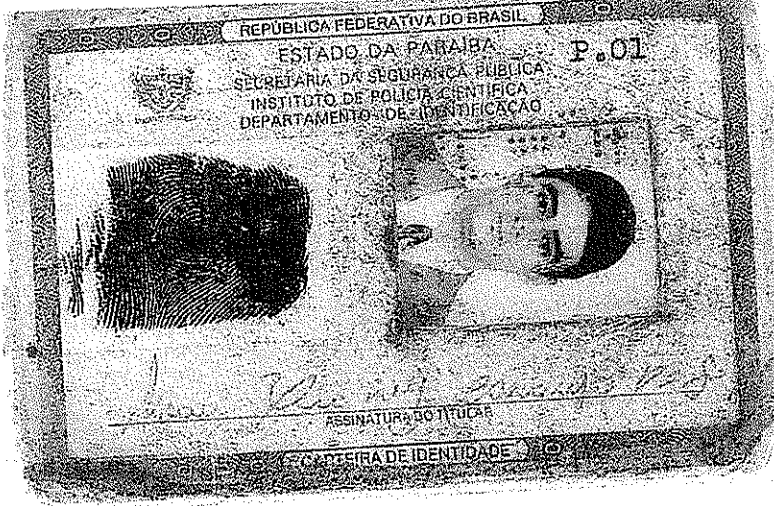 REPÚBLICA FEDERATIVA DO BRASIL
ESTADO DA PARAÍBA
P.01
SECRETARIA DA SEGURANÇA PÚBLICA
INSTITUTO DE POLÍCIA CIENTÍFICA
DEPARTAMENTO DE IDENTIFICAÇÃO
ASSINATURA DO TITULAR
CARTEIRA DE IDENTIDADE